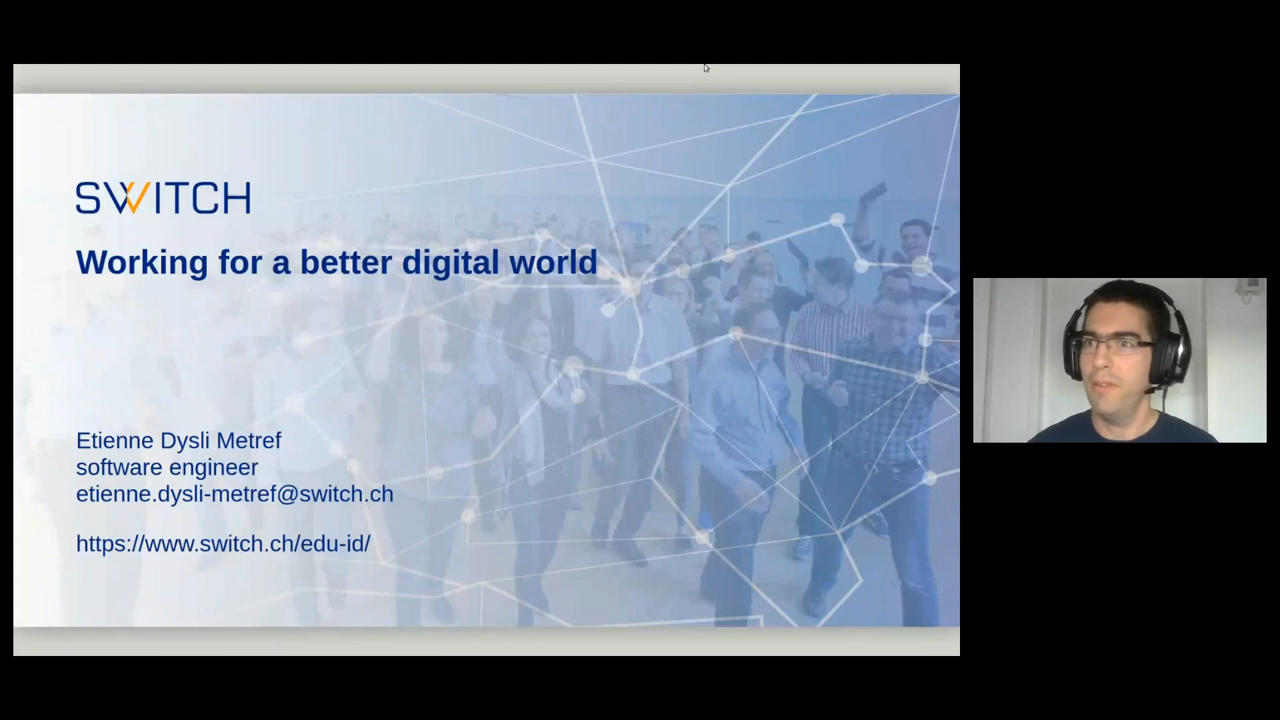 SWITCH
Working for a better digital world
Etienne Dysli Metref
software engineer
etienne.dysli-metref@switch.ch
https://www.switch.ch/edu-id/